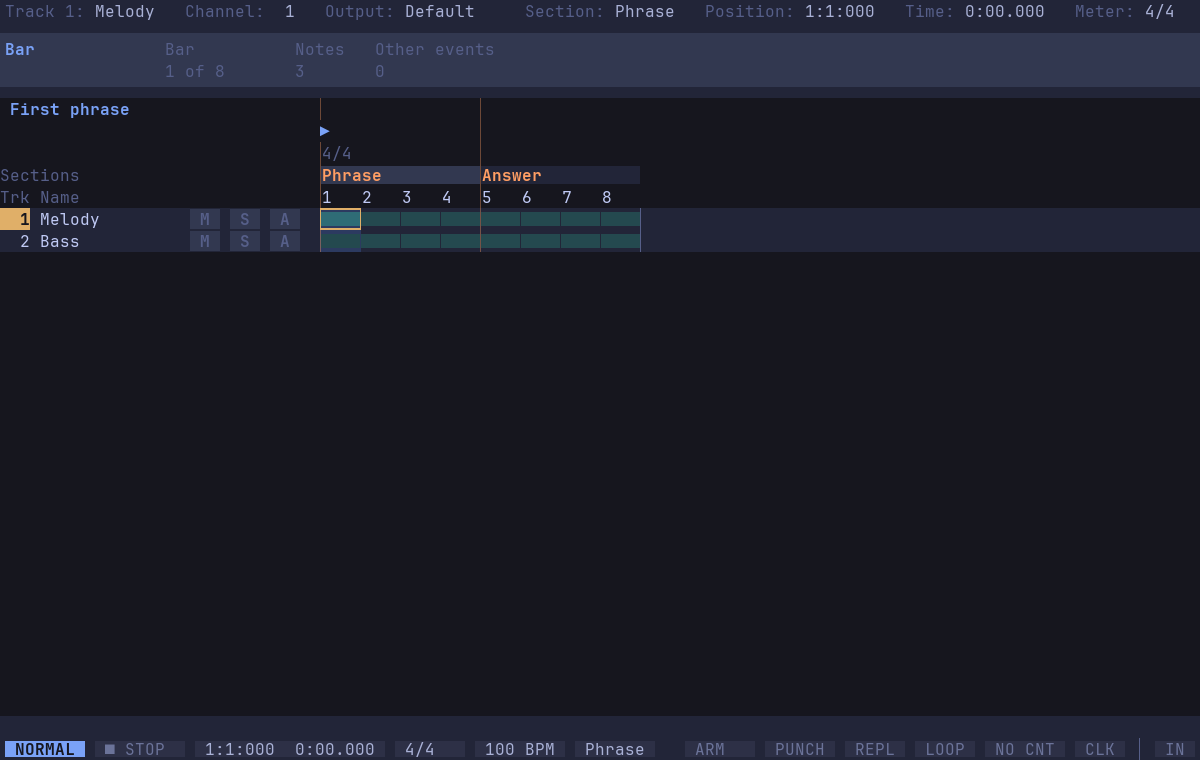 Track 1: Melody Channel: 1 Output: Default Section: Phrase Position: 1:1:000 Time: 0:00.000 Meter: 4/4
Bar Bar Notes Other events
1 of 8 3 0
First phrase
4/4
Sections Phrase Answer
Trk Name 1 2 3 4 5 6 7 8
1 Melody M S A
2 Bass M S A
NORMAL STOP 1:1:000 0:00.000 4/4 100 BPM Phrase ARM PUNCH REPL LOOP NO CNT CLK IN